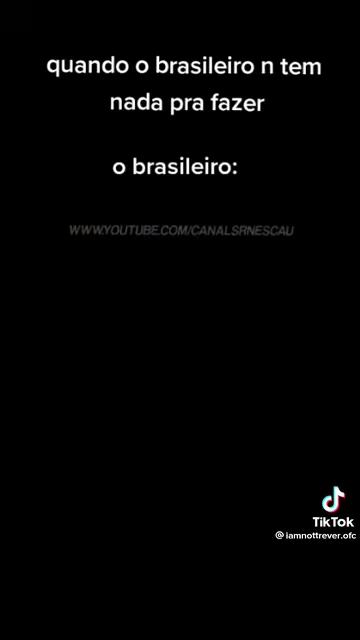 quando o brasileiro n tem
nada pra fazer
o brasileiro:
WWW.YOUTUBE.COM/CANALSRNESCAU
TikTok
@iamnottrever.ofc